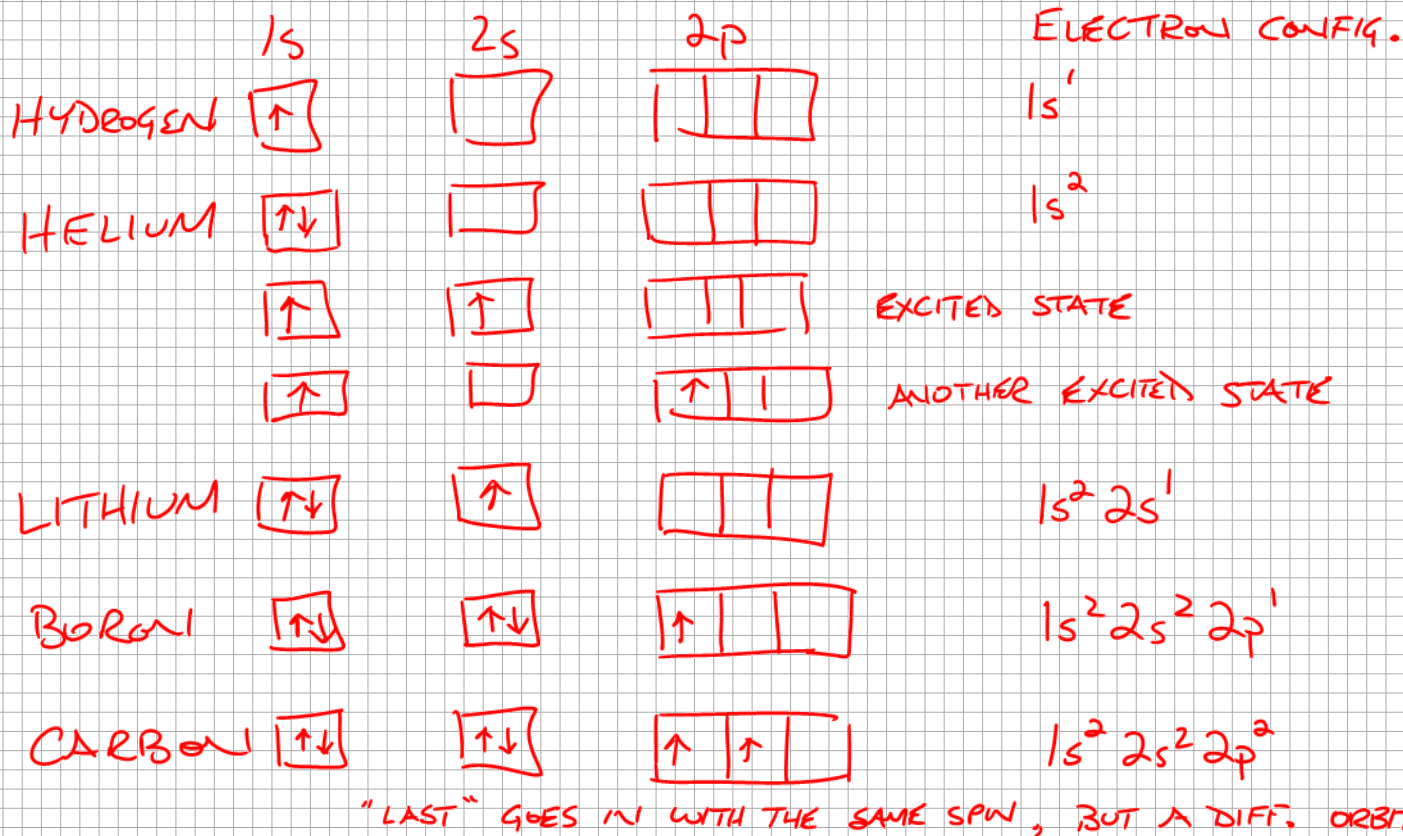 1s 2s 2p ELECTRON CONFIG.
HYDROGEN ↑ 1s¹
HELIUM ↑↓ 1s²
↑ ↑ EXCITED STATE
↑ ↑ ANOTHER EXCITED STATE
LITHIUM ↑↓ ↑ 1s² 2s¹
BORON ↑↓ ↑↓ ↑ 1s² 2s² 2p¹
CARBON ↑↓ ↑↓ ↑ ↑ 1s² 2s² 2p²
"LAST" GOES IN WITH THE SAME SPIN, BUT A DIFF.